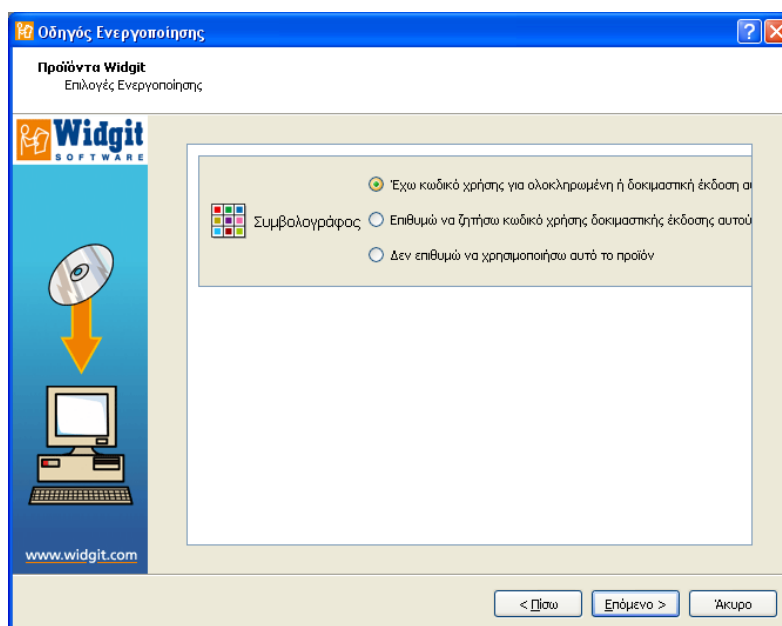 Οδηγός Ενεργοποίησης
Προϊόντα Widgit
Επιλογές Ενεργοποίησης
Widgit
SOFTWARE
Έχω κωδικό χρήσης για ολοκληρωμένη ή δοκιμαστική έκδοση
Συμβολογράφος
Επιθυμώ να ζητήσω κωδικό χρήσης δοκιμαστικής έκδοσης αυτού
Δεν επιθυμώ να χρησιμοποιήσω αυτό το προϊόν
www.widgit.com
< Πίσω
Επόμενο >
Άκυρο